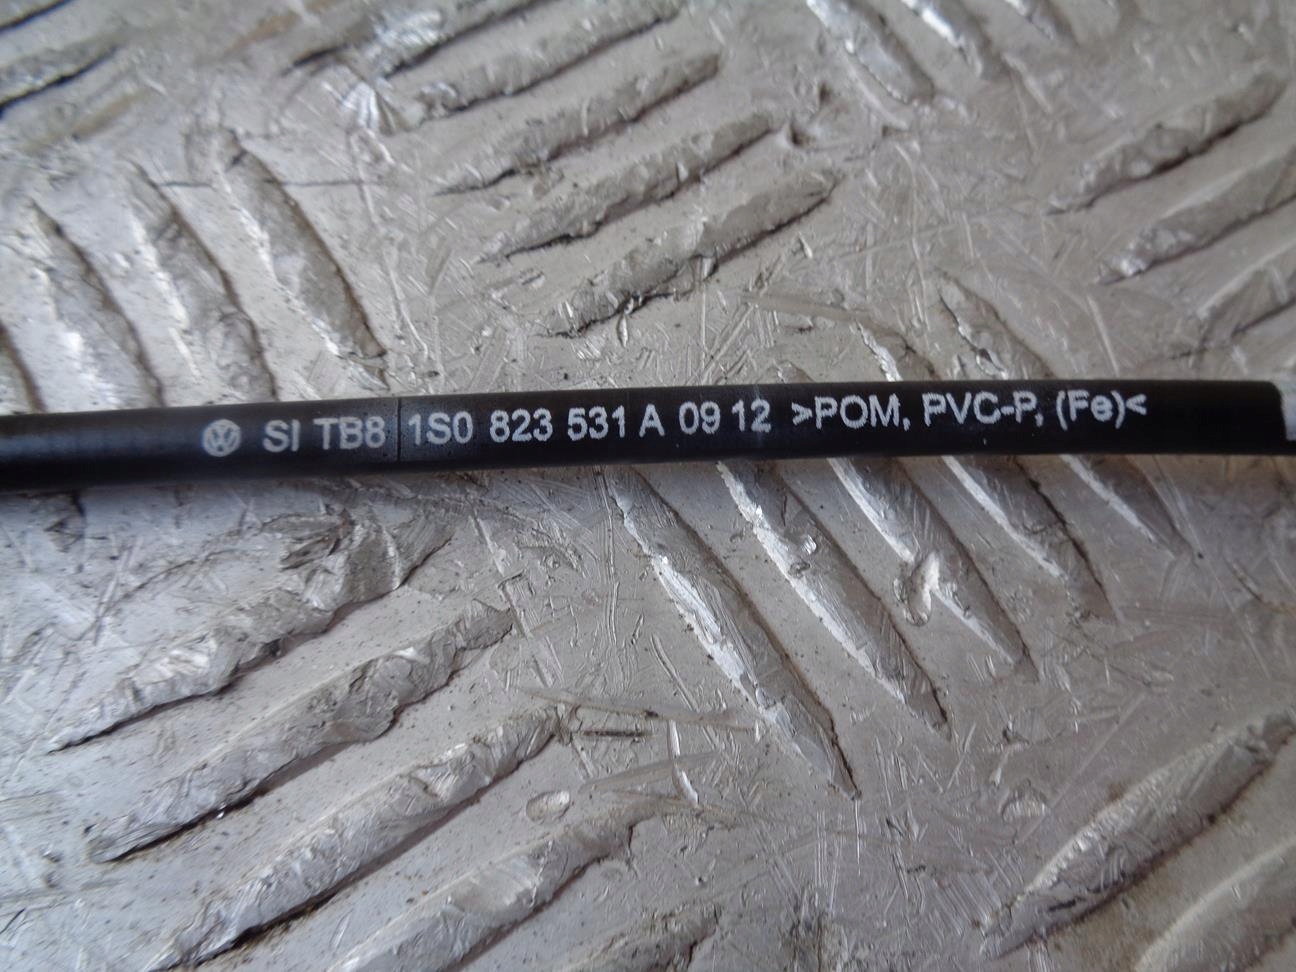 SI TB8 1S0 823 531 A 09 12 >POM, PVC-P, (Fe)<